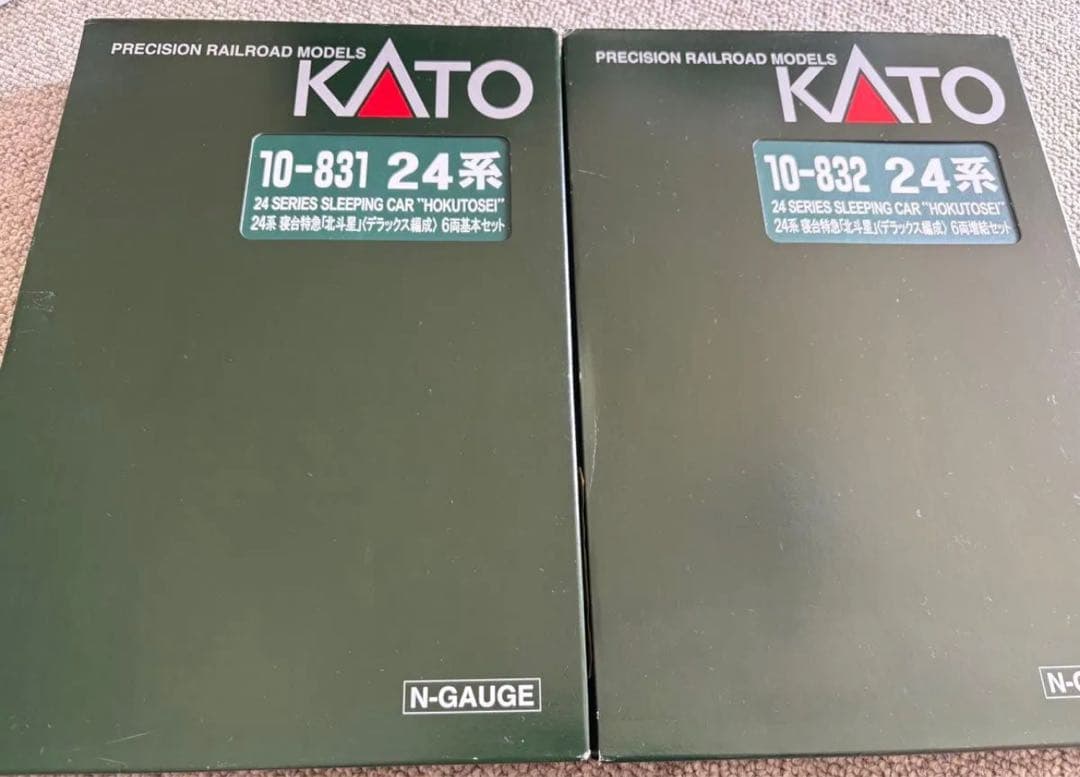 PRECISION RAILROAD MODELS
KATO
10-831 24系
24 SERIES SLEEPING CAR "HOKUTOSEI"
24系 寝台特急「北斗星」〈デラックス編成〉 6両基本セット
N-GAUGE
PRECISION RAILROAD MODELS
KATO
10-832 24系
24 SERIES SLEEPING CAR "HOKUTOSEI"
24系 寝台特急「北斗星」〈デラックス編成〉 6両増結セット
N-G